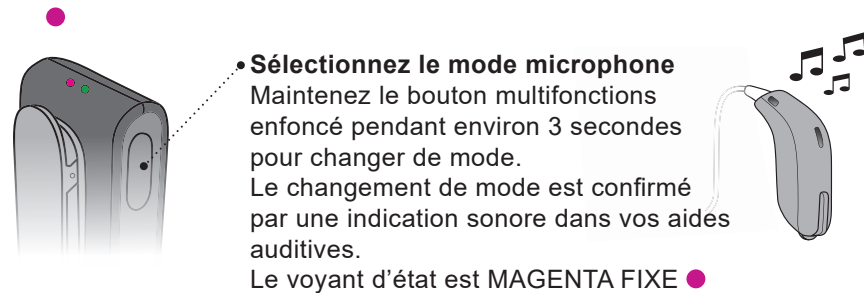 Sélectionnez le mode microphone
Maintenez le bouton multifonctions
enfoncé pendant environ 3 secondes
pour changer de mode.
Le changement de mode est confirmé
par une indication sonore dans vos aides
auditives.
Le voyant d’état est MAGENTA FIXE